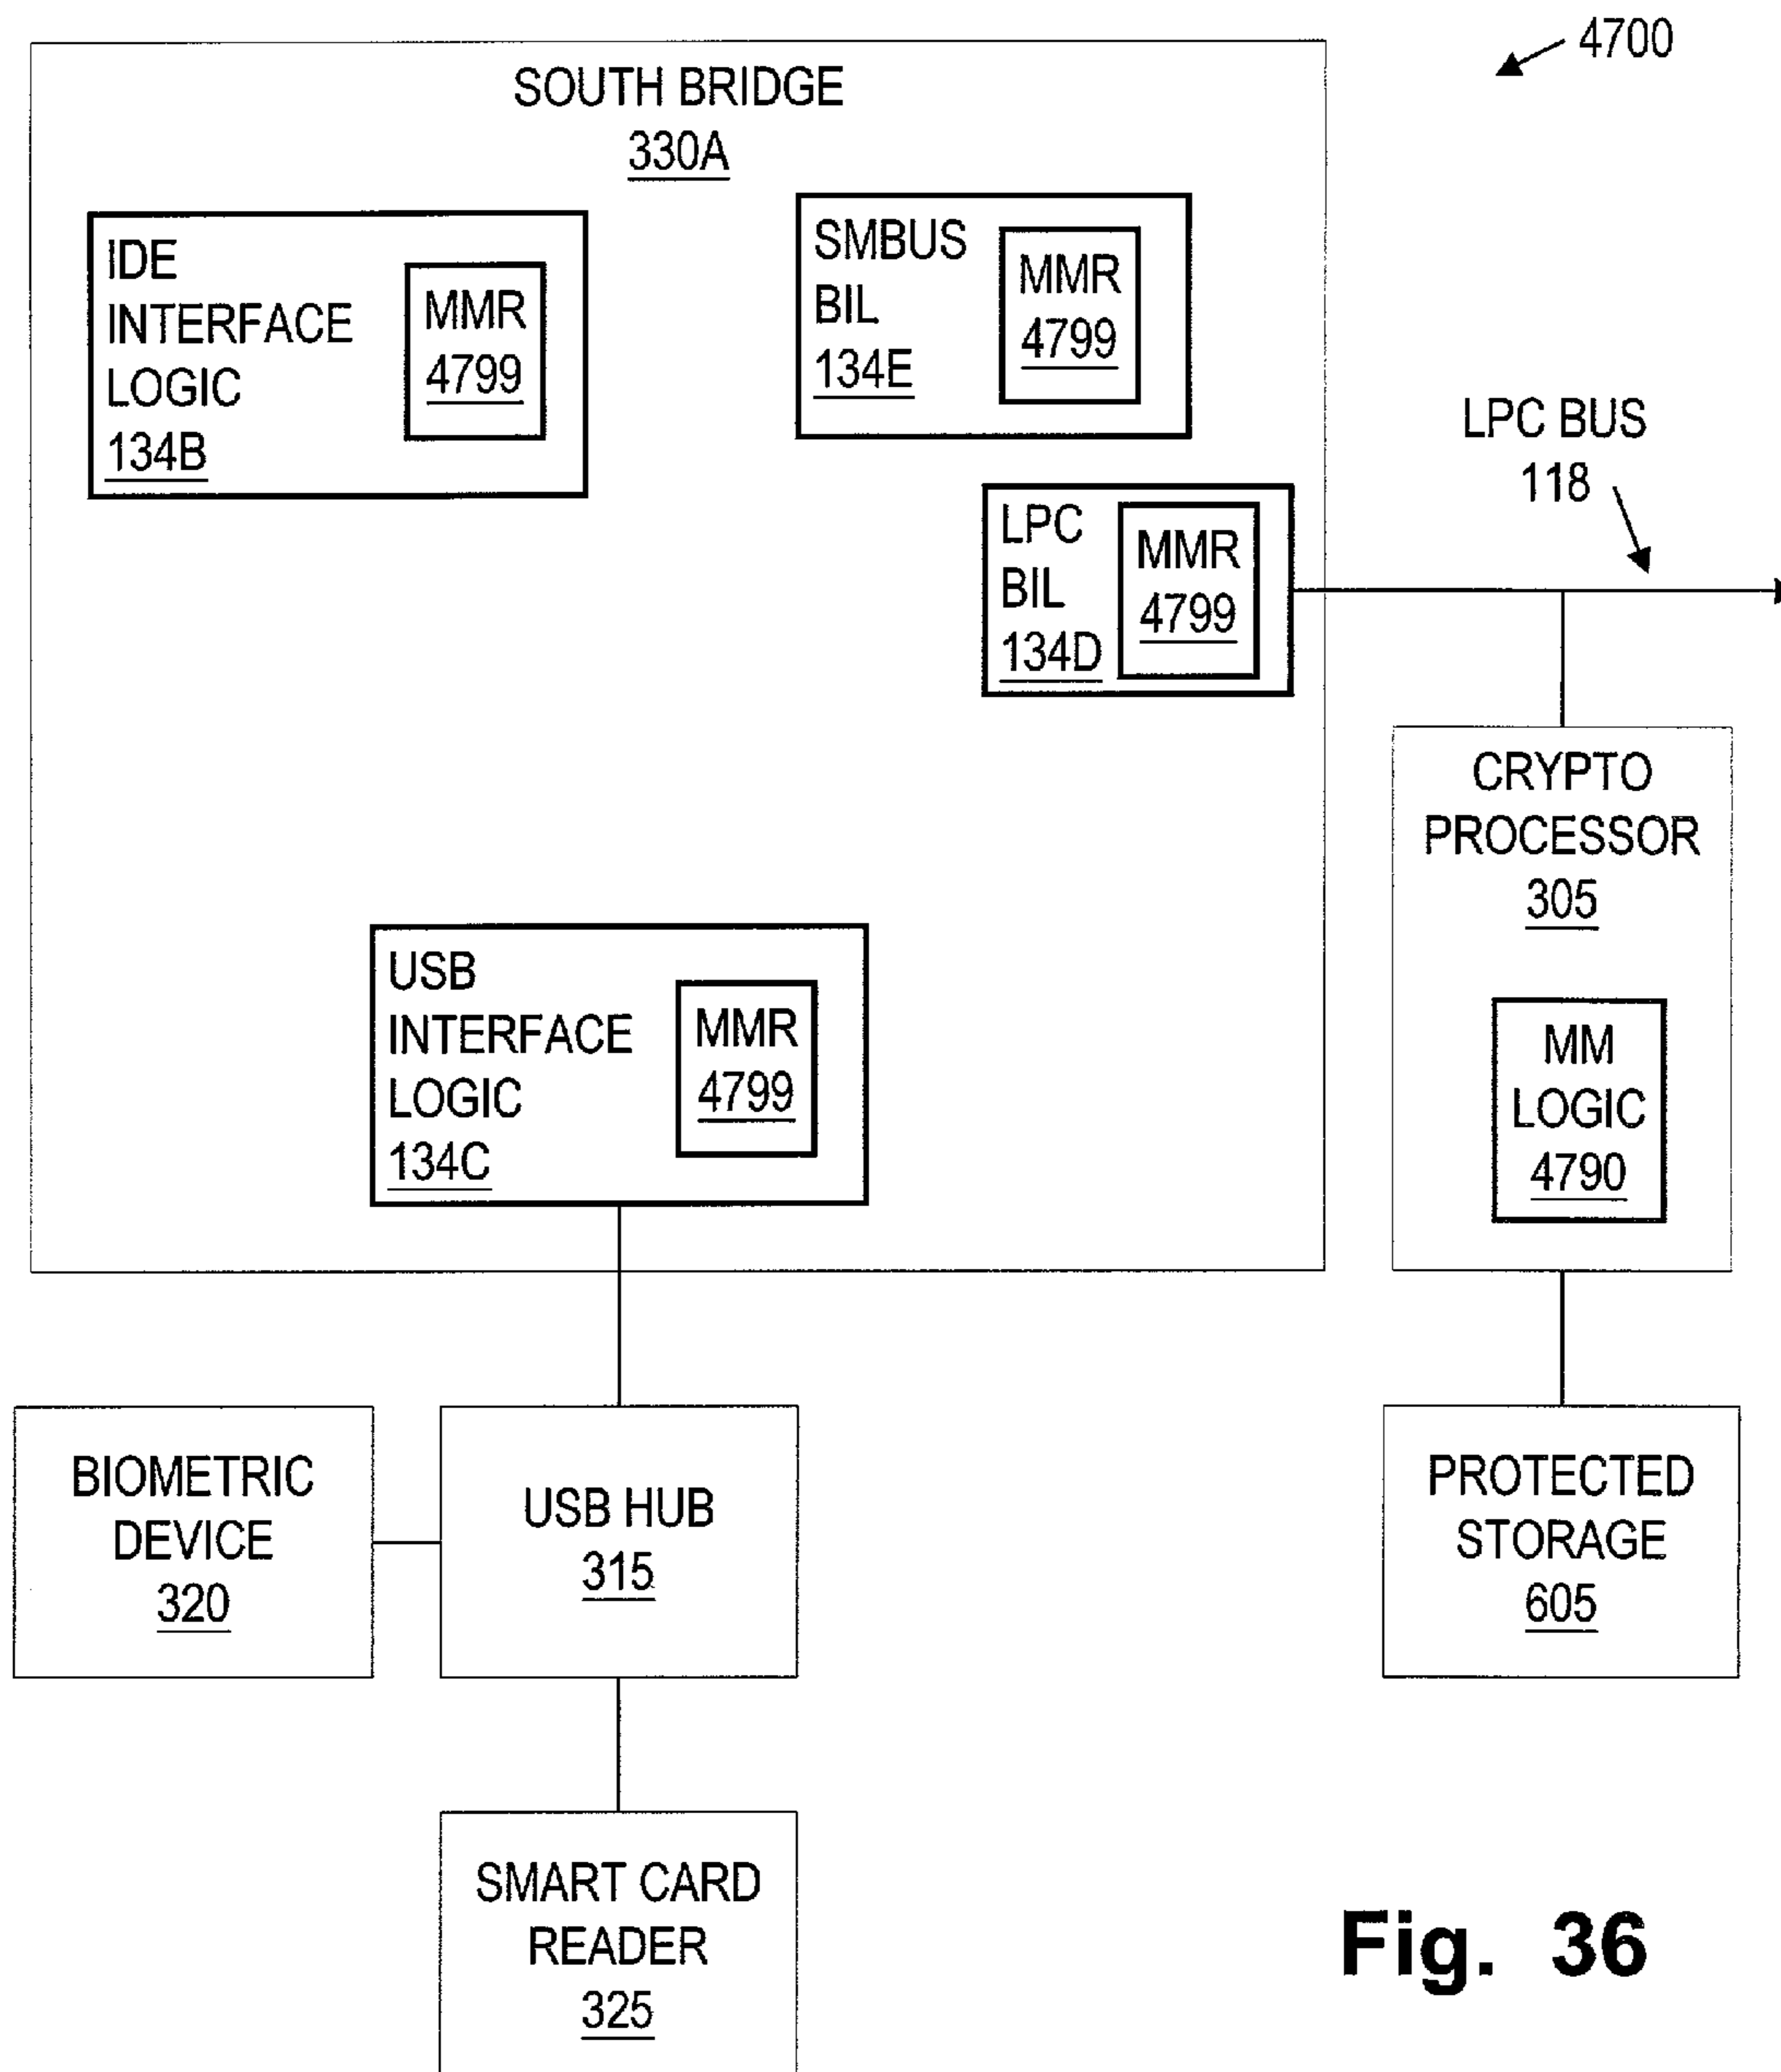 4700
SOUTH BRIDGE
330A
IDE
INTERFACE
LOGIC
134B
MMR
4799
SMBUS
BIL
134E
MMR
4799
LPC BUS
118
LPC
BIL
134D
MMR
4799
CRYPTO
PROCESSOR
305
MM
LOGIC
4790
USB
INTERFACE
LOGIC
134C
MMR
4799
BIOMETRIC
DEVICE
320
USB HUB
315
PROTECTED
STORAGE
605
SMART CARD
READER
325
Fig. 36